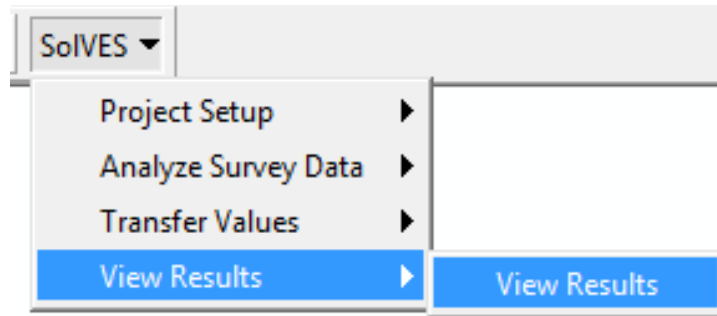 SolVES
Project Setup
Analyze Survey Data
Transfer Values
View Results
View Results